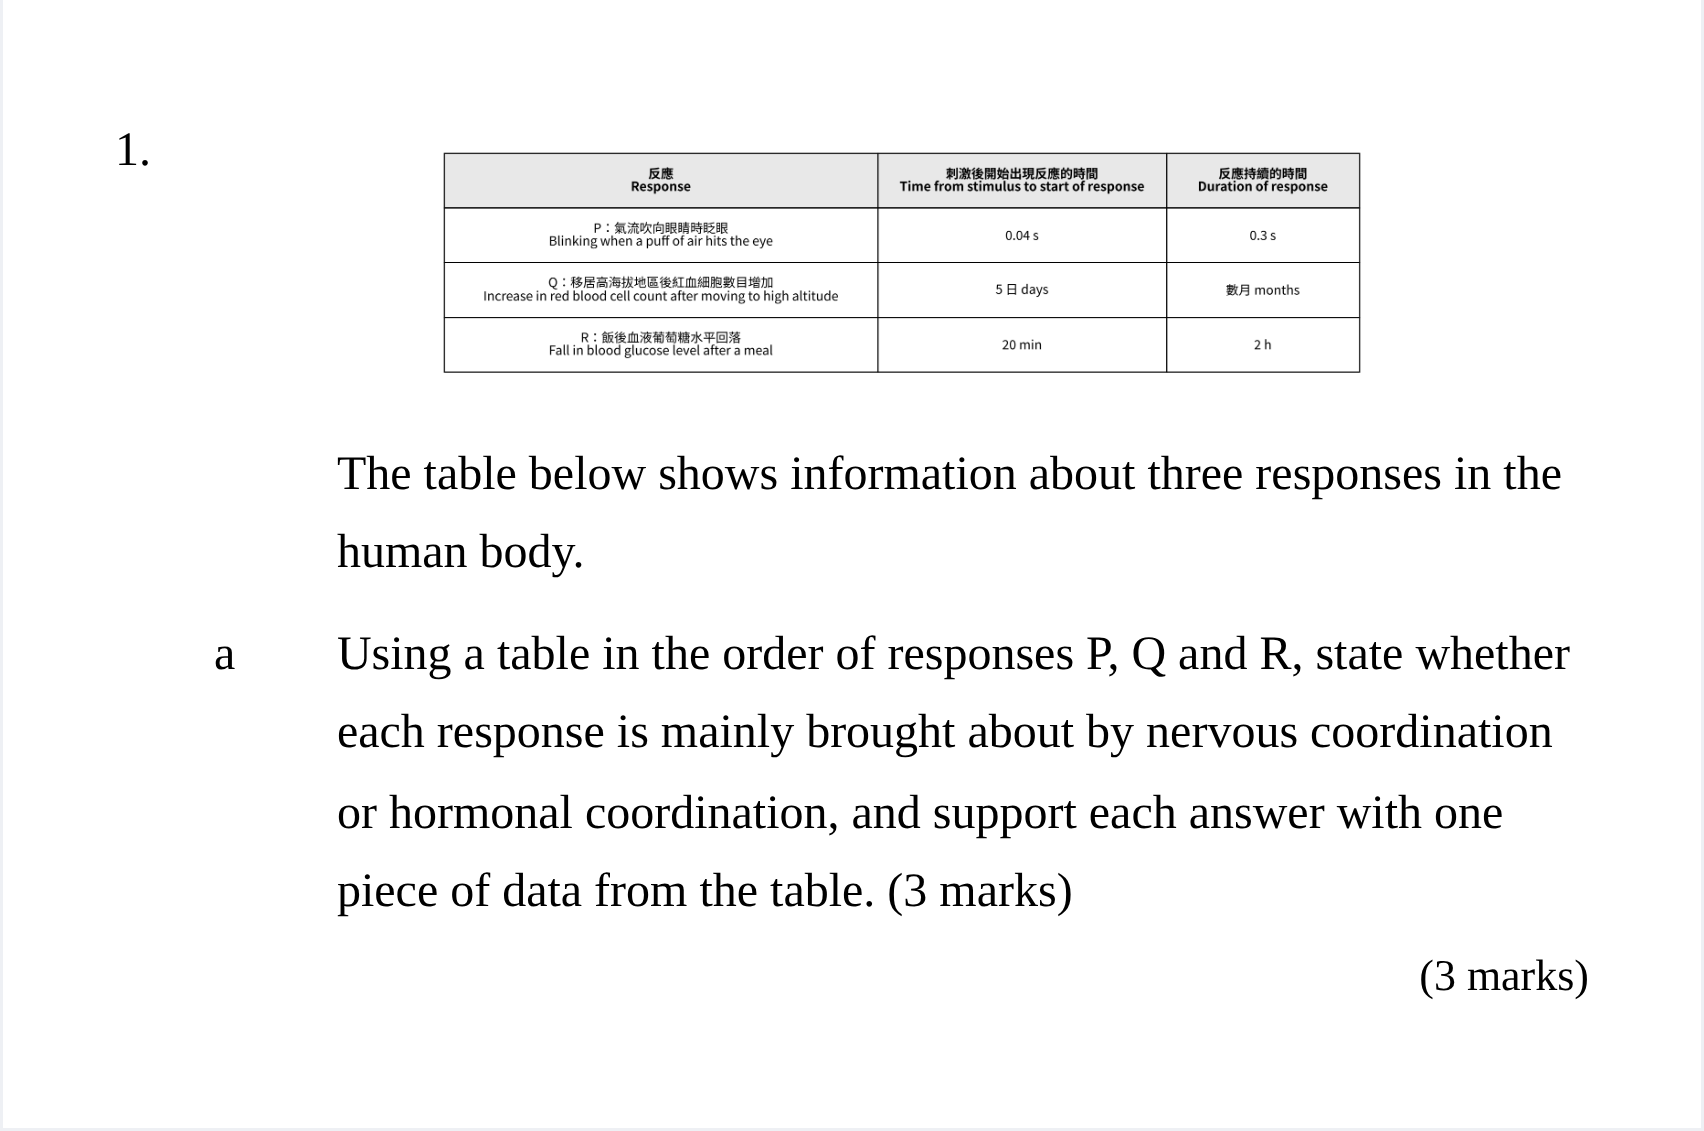 1.
反應
Response
刺激後開始出現反應的時間
Time from stimulus to start of response
反應持續的時間
Duration of response
P：氣流吹向眼睛時眨眼
Blinking when a puff of air hits the eye
0.04 s
0.3 s
Q：移居高海拔地區後紅血細胞數目增加
Increase in red blood cell count after moving to high altitude
5 日 days
數月 months
R：飯後血液葡萄糖水平回落
Fall in blood glucose level after a meal
20 min
2 h
The table below shows information about three responses in the
human body.
a Using a table in the order of responses P, Q and R, state whether
each response is mainly brought about by nervous coordination
or hormonal coordination, and support each answer with one
piece of data from the table. (3 marks)
(3 marks)